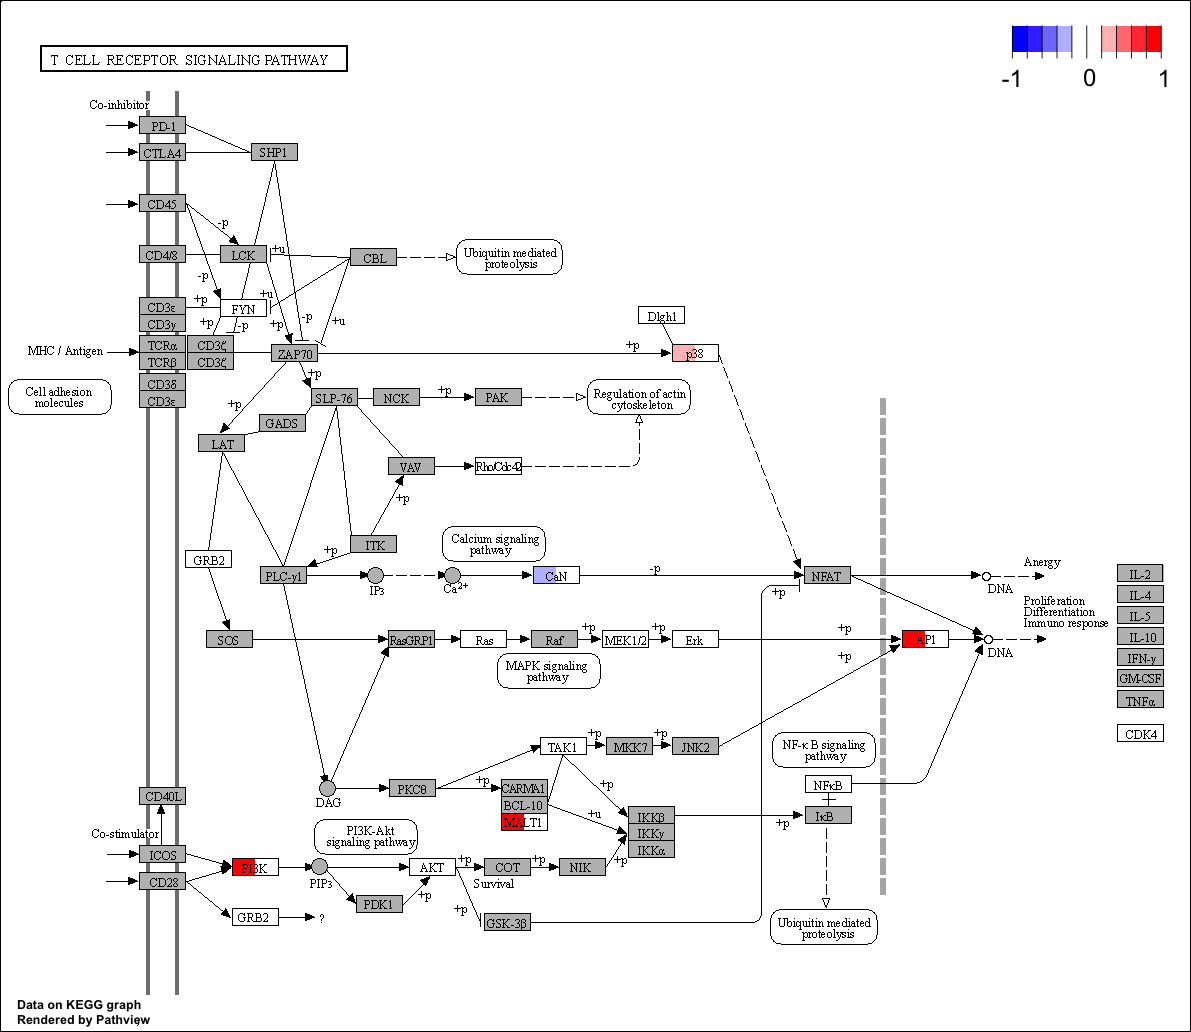 T CELL RECEPTOR SIGNALING PATHWAY
-1 0 1
Co-inhibitor
PD-1
CTLA4
SHP1
CD45
-p
CD4/8
LCK
+u
CBL
Ubiquitin mediated
proteolysis
-p
CD3ε
+p
FYN
+u
CD3γ
+p
-p
+p
-p
+u
Dlgh1
MHC / Antigen
TCRα
CD3ζ
TCRβ
CD3ζ
ZAP70
+p
p38
Cell adhesion
molecules
CD3δ
CD3ε
+p
SLP-76
NCK
+p
PAK
Regulation of actin
cytoskeleton
+p
GADS
LAT
VAV
Rho/Cdc42
+p
ITK
+p
GRB2
Calcium signaling
pathway
PLC-γ1
IP3
Ca2+
CaN
-p
NFAT
+p
DNA
Anergy
Proliferation
Differentiation
Immuno response
SOS
RasGRP1
Ras
Raf
+p
MEK1/2
+p
Erk
+p
+p
AP1
DNA
MAPK signaling
pathway
IL-2
IL-4
IL-5
IL-10
IFN-γ
GM-CSF
TNFα
CDK4
TAK1
+p
MKK7
+p
JNK2
NF-κB signaling
pathway
DAG
PKCθ
+p
CARMA1
BCL-10
MALT1
+p
+u
IKKβ
IKKγ
IKKα
+p
NFκB
IκB
CD40L
Co-stimulator
ICOS
CD28
PI3K-Akt
signaling pathway
PI3K
PIP3
AKT
+p
COT
+p
NIK
+p
Survival
PDK1
+p
+p
GSK-3β
GRB2
?
Ubiquitin mediated
proteolysis
Data on KEGG graph
Rendered by Pathview